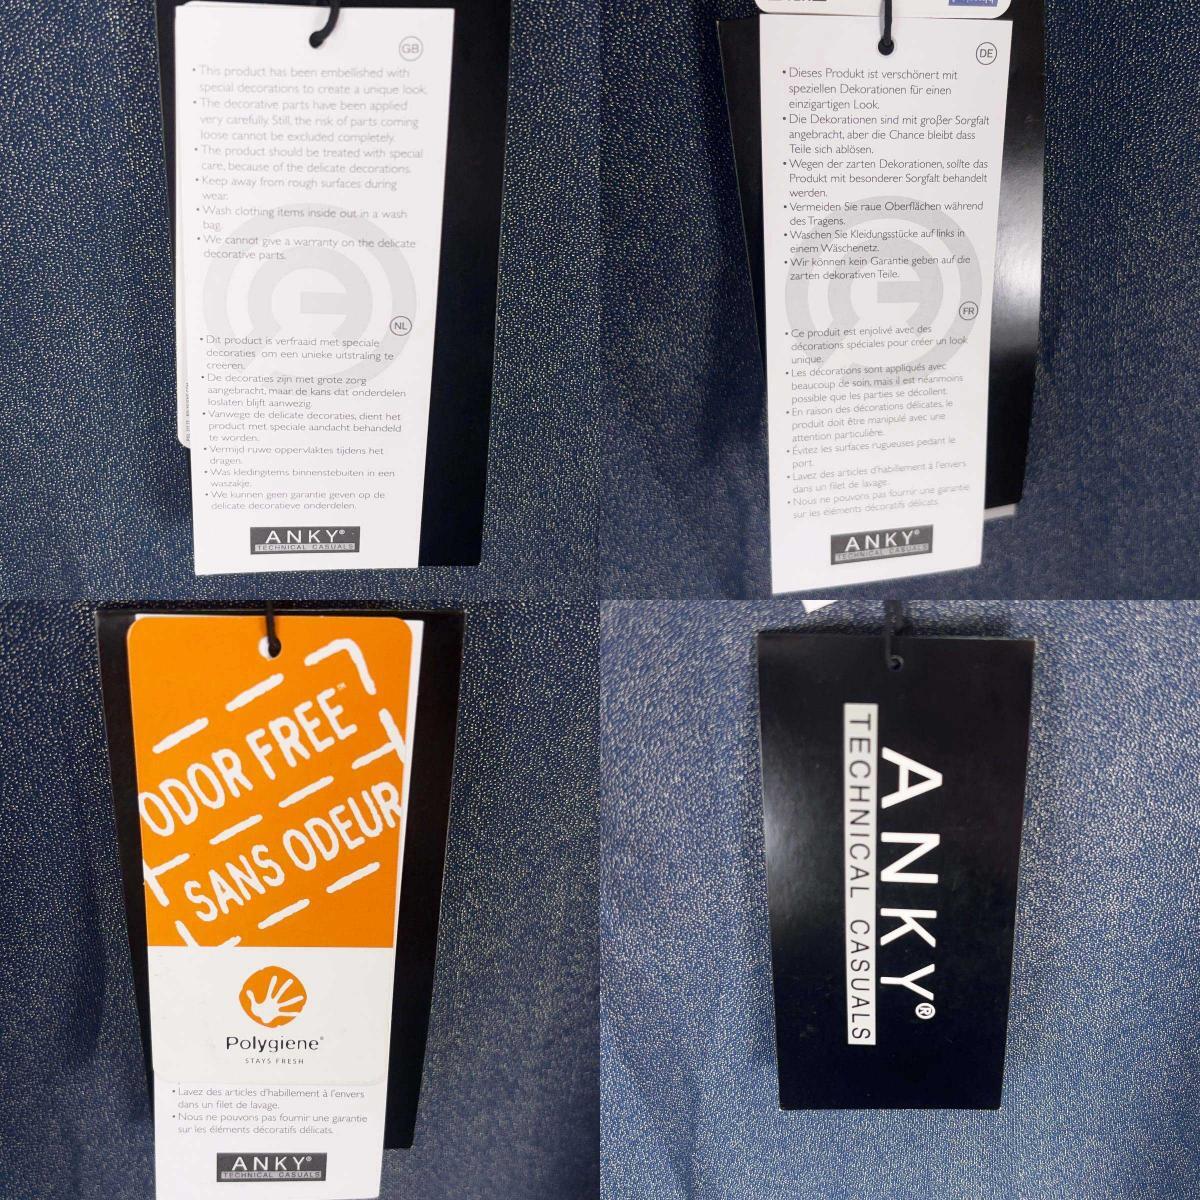 GB
• This product has been embellished with
special decorations to create a unique look.
• The decorative parts have been applied
very carefully. Still, the risk of parts coming
loose cannot be excluded completely.
• The product should be treated with special
care, because of the delicate decorations.
• Keep away from rough surfaces during
wear.
• Wash clothing items inside out in a wash
bag.
• We cannot give a warranty on the delicate
decorative parts.
NL
• Dit product is verfraaid met speciale
decoraties om een unieke uitstraling te
creëren.
• De decoraties zijn met grote zorg
aangebracht, maar de kans dat onderdelen
loslaten blijft aanwezig.
• Vanwege de delicate decoraties, dient het
product met speciale aandacht behandeld
te worden.
• Vermijd ruwe oppervlaktes tijdens het
dragen.
• Was kledingitems binnenstebuiten in een
waszakje.
• We kunnen geen garantie geven op de
delicate decoratieve onderdelen.
ANKY®
TECHNICAL CASUALS
DE
• Dieses Produkt ist verschönert mit
speziellen Dekorationen für einen
einzigartigen Look.
• Die Dekorationen sind mit großer Sorgfalt
angebracht, aber die Chance bleibt dass
Teile sich ablösen.
• Wegen der zarten Dekorationen, sollte das
Produkt mit besonderer Sorgfalt behandelt
werden.
• Vermeiden Sie raue Oberflächen während
des Tragens.
• Waschen Sie Kleidungsstücke auf links in
einem Wäschenetz.
• Wir können kein Garantie geben auf die
zarten dekorativen Teile.
FR
• Ce produit est enjolivé avec des
décorations spéciales pour créer un look
unique.
• Les décorations sont appliqués avec
beaucoup de soin, mais il est néanmoins
possible que les parties se décollent.
• En raison des décorations délicates, le
produit doit être manipulé avec une
attention particulière.
• Évitez les surfaces rugueuses pedant le
port.
• Lavez des articles d'habillement à l'envers
dans un filet de lavage.
• Nous ne pouvons pas fournir une garantie
sur les éléments décoratifs délicats.
ANKY®
TECHNICAL CASUALS
ODOR FREE™
SANS ODEUR
Polygiene®
STAYS FRESH
• Lavez des articles d'habillement à l'envers
dans un filet de lavage.
• Nous ne pouvons pas fournir une garantie
sur les éléments décoratifs délicats.
ANKY®
TECHNICAL CASUALS
ANKY®
TECHNICAL CASUALS